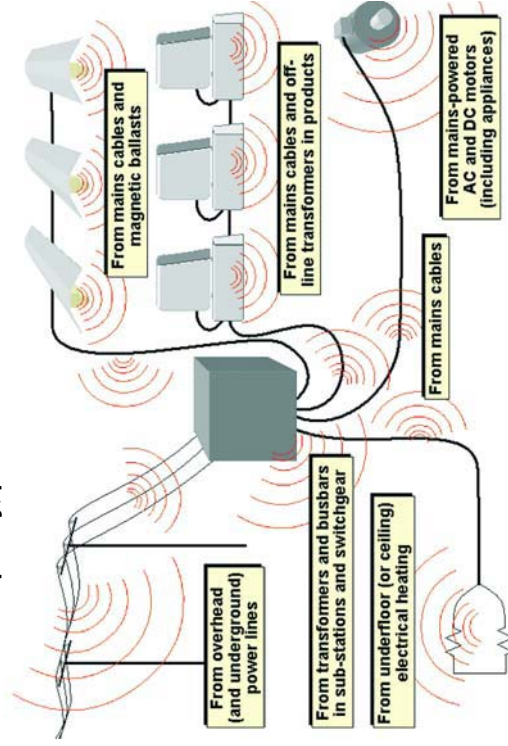 From overhead
(and underground)
power lines
From transformers and busbars
in sub-stations and switchgear
From underfloor (or ceiling)
electrical heating
From mains cables and
magnetic ballasts
From mains cables and off-
line transformers in products
From mains cables
From mains-powered
AC and DC motors
(including appliances)